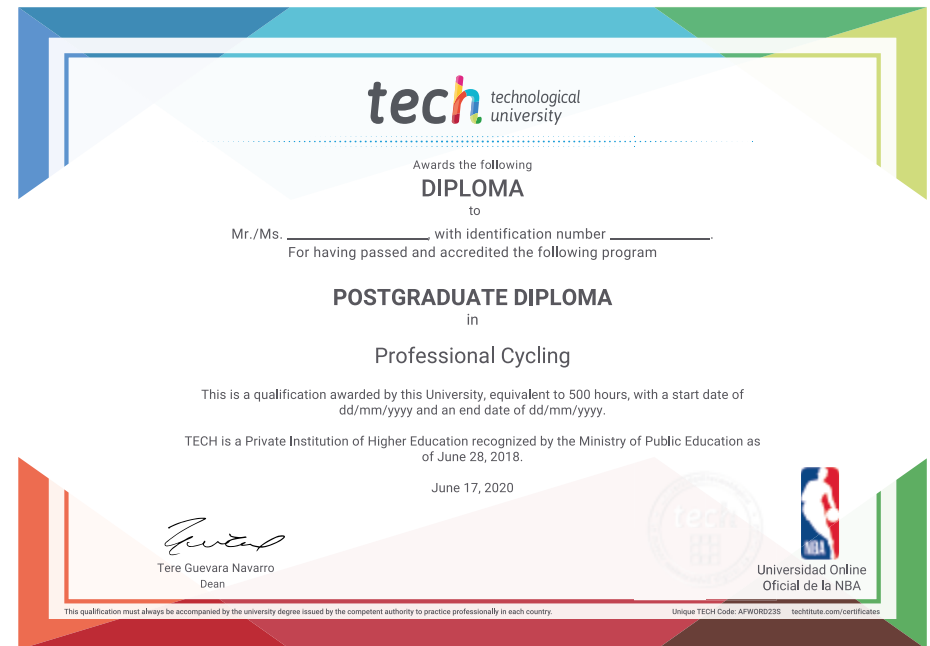 tech technological
university
Awards the following
DIPLOMA
to
Mr./Ms. ____________________, with identification number ______________.
For having passed and accredited the following program
POSTGRADUATE DIPLOMA
in
Professional Cycling
This is a qualification awarded by this University, equivalent to 500 hours, with a start date of
dd/mm/yyyy and an end date of dd/mm/yyyy.
TECH is a Private Institution of Higher Education recognized by the Ministry of Public Education as
of June 28, 2018.
June 17, 2020
tech
NBA
Tere Guevara Navarro
Dean
Universidad Online
Oficial de la NBA
This qualification must always be accompanied by the university degree issued by the competent authority to practice professionally in each country.
Unique TECH Code: AFWORD23S techtitute.com/certificates